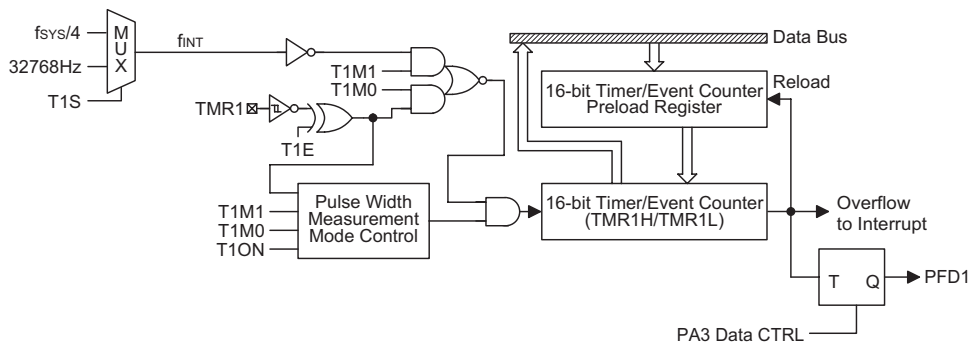 fSYS/4
32768Hz
T1S
MUX
fINT
T1M1
T1M0
TMR1
T1E
Data Bus
16-bit Timer/Event Counter
Preload Register
Reload
T1M1
T1M0
T1ON
Pulse Width
Measurement
Mode Control
16-bit Timer/Event Counter
(TMR1H/TMR1L)
Overflow
to Interrupt
T Q
PFD1
PA3 Data CTRL